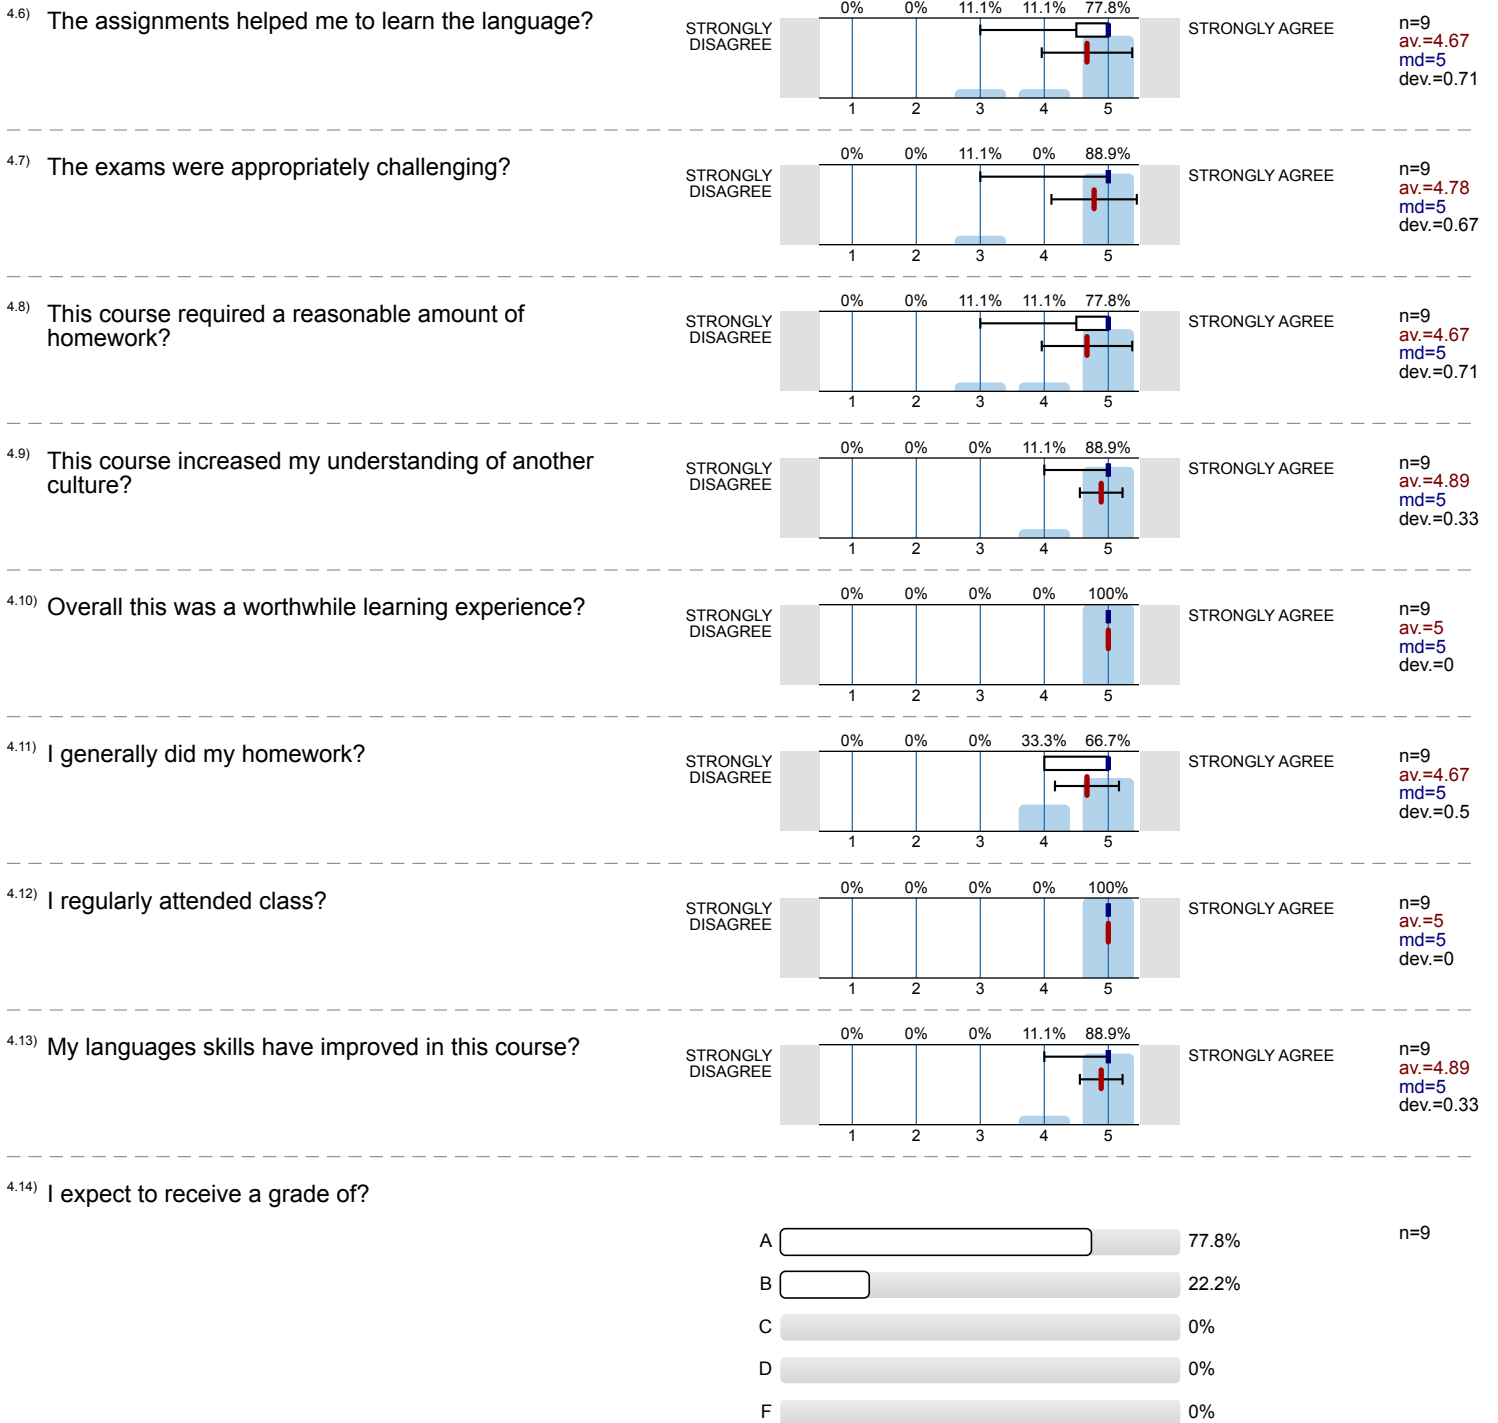 4.6) The assignments helped me to learn the language?
0% 0% 11.1% 11.1% 77.8%
STRONGLY DISAGREE
STRONGLY AGREE
1 2 3 4 5
n=9
av.=4.67
md=5
dev.=0.71
4.7) The exams were appropriately challenging?
0% 0% 11.1% 0% 88.9%
STRONGLY DISAGREE
STRONGLY AGREE
1 2 3 4 5
n=9
av.=4.78
md=5
dev.=0.67
4.8) This course required a reasonable amount of
homework?
0% 0% 11.1% 11.1% 77.8%
STRONGLY DISAGREE
STRONGLY AGREE
1 2 3 4 5
n=9
av.=4.67
md=5
dev.=0.71
4.9) This course increased my understanding of another
culture?
0% 0% 0% 11.1% 88.9%
STRONGLY DISAGREE
STRONGLY AGREE
1 2 3 4 5
n=9
av.=4.89
md=5
dev.=0.33
4.10) Overall this was a worthwhile learning experience?
0% 0% 0% 0% 100%
STRONGLY DISAGREE
STRONGLY AGREE
1 2 3 4 5
n=9
av.=5
md=5
dev.=0
4.11) I generally did my homework?
0% 0% 0% 33.3% 66.7%
STRONGLY DISAGREE
STRONGLY AGREE
1 2 3 4 5
n=9
av.=4.67
md=5
dev.=0.5
4.12) I regularly attended class?
0% 0% 0% 0% 100%
STRONGLY DISAGREE
STRONGLY AGREE
1 2 3 4 5
n=9
av.=5
md=5
dev.=0
4.13) My languages skills have improved in this course?
0% 0% 0% 11.1% 88.9%
STRONGLY DISAGREE
STRONGLY AGREE
1 2 3 4 5
n=9
av.=4.89
md=5
dev.=0.33
4.14) I expect to receive a grade of?
A 77.8% n=9
B 22.2%
C 0%
D 0%
F 0%